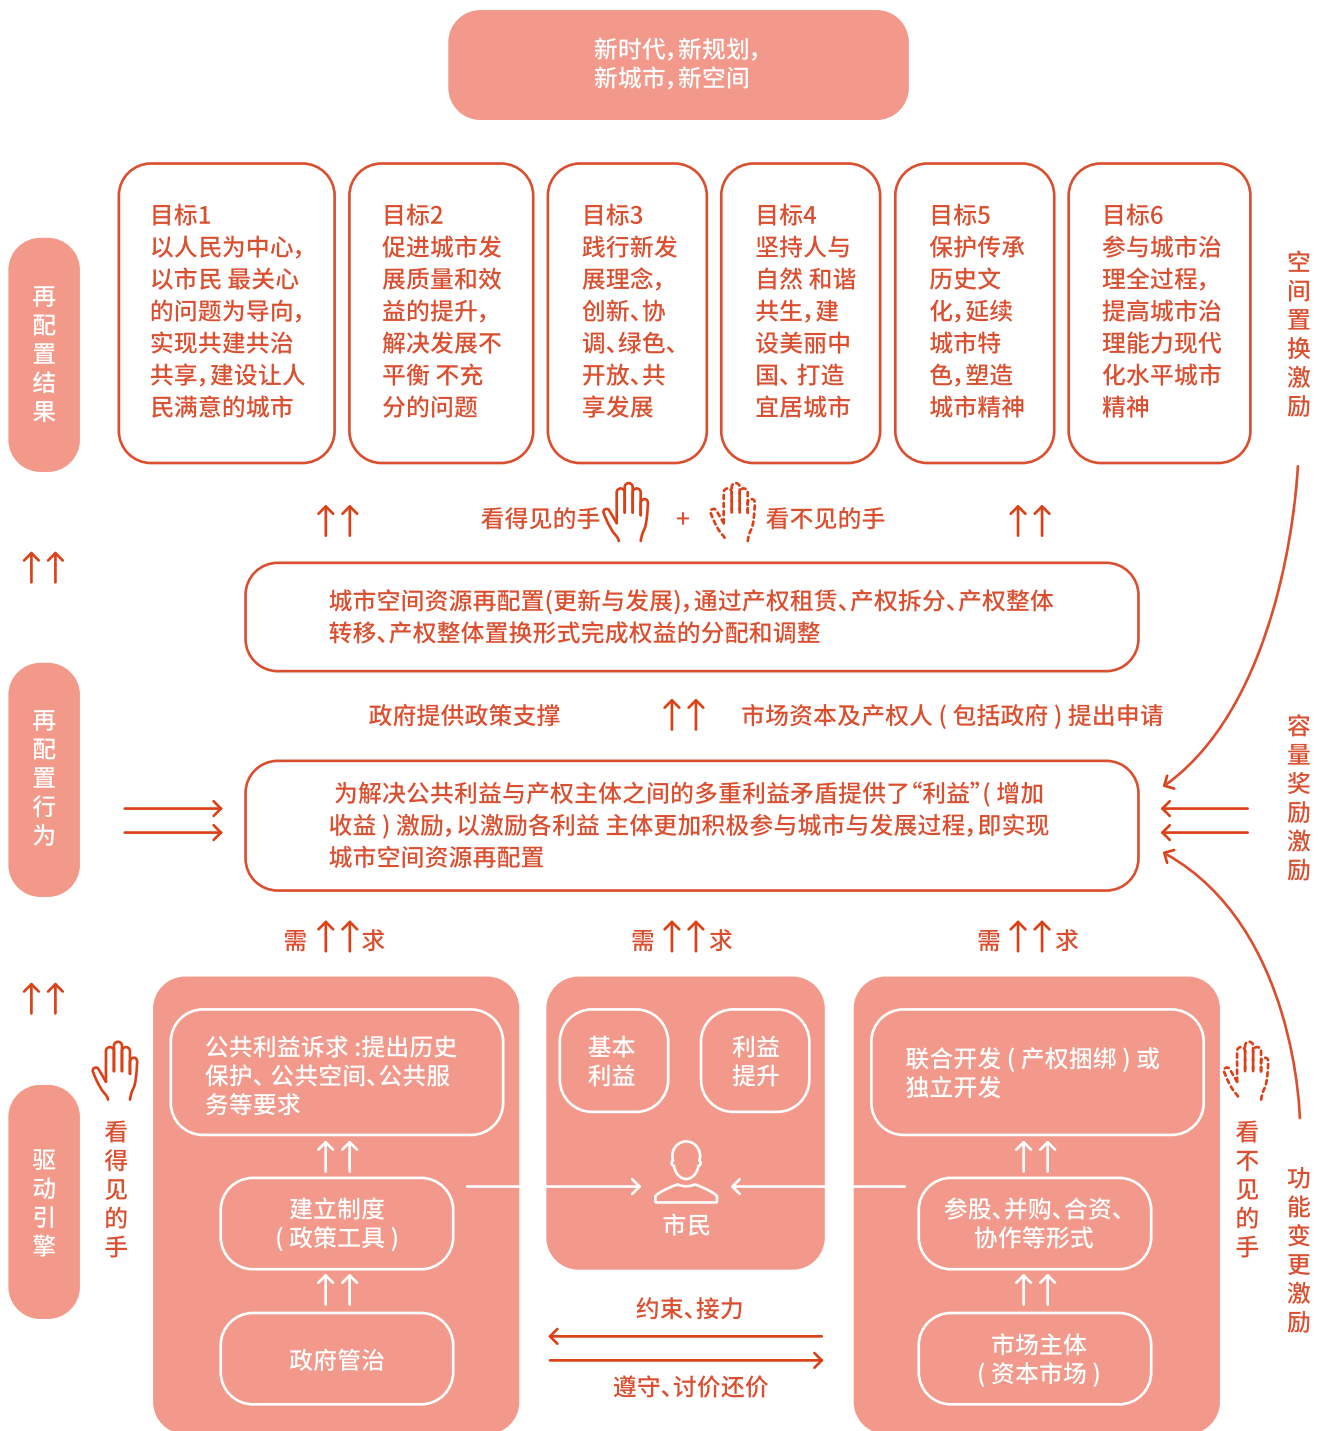 新时代，新规划，
新城市，新空间
目标1
以人民为中心，
以市民 最关心
的问题为导向，
实现共建共治
共享，建设让人
民满意的城市
目标2
促进城市发
展质量和效
益的提升，
解决发展不
平衡 不充
分的问题
目标3
践行新发
展理念，
创新、协
调、绿色、
开放、共
享发展
目标4
坚持人与
自然 和谐
共生，建
设美丽中
国、打造
宜居城市
目标5
保护传承
历史文
化，延续
城市特
色，塑造
城市精神
目标6
参与城市治
理全过程，
提高城市治
理能力现代
化水平城市
精神
再配置结果
空间置换激励
看得见的手 + 看不见的手
城市空间资源再配置(更新与发展)，通过产权租赁、产权拆分、产权整体
转移、产权整体置换形式完成权益的分配和调整
再配置行为
政府提供政策支撑
市场资本及产权人 ( 包括政府 ) 提出申请
容量奖励激励
为解决公共利益与产权主体之间的多重利益矛盾提供了“利益” ( 增加
收益 ) 激励，以激励各利益 主体更加积极参与城市与发展过程，即实现
城市空间资源再配置
需 求
需 求
需 求
驱动引擎
看得见的手
公共利益诉求 :提出历史
保护、公共空间、公共服
务等要求
建立制度
( 政策工具 )
政府管治
基本
利益
利益
提升
市民
约束、接力
遵守、讨价还价
联合开发 ( 产权捆绑 ) 或
独立开发
参股、并购、合资、
协作等形式
市场主体
( 资本市场 )
看不见的手
功能变更激励